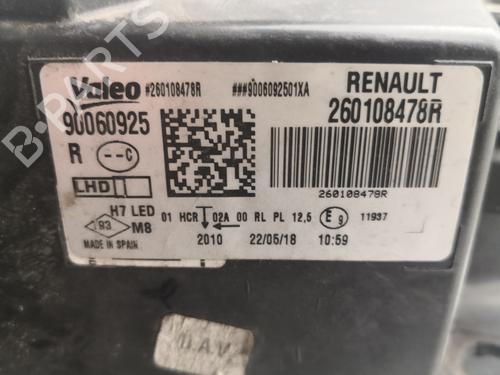 Valeo #260108478R ###9006092501XA RENAULT
90060925 260108478R
R --C
LHD
260108478R
H7 LED 01 HCR 02A 00 RL PL 12,5 E9 11937
M8
MADE IN SPAIN 2010 22/05/18 10:59
B-PARTS